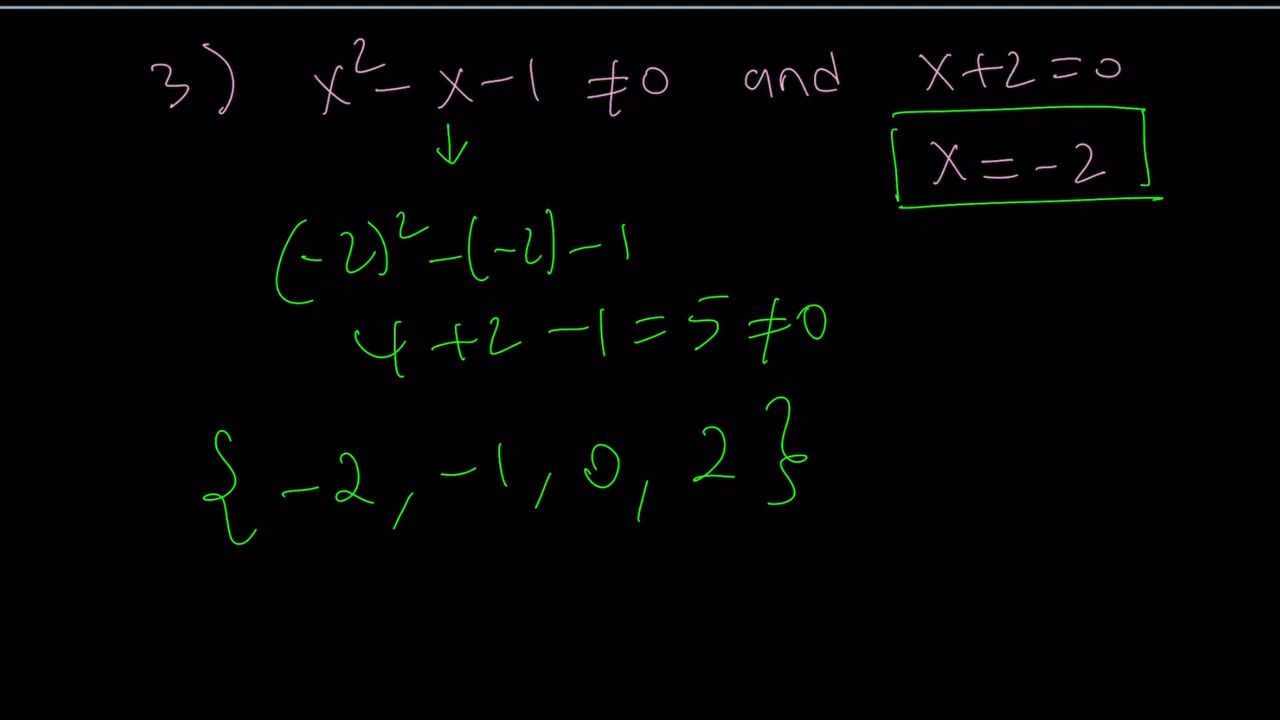 3) x² - x - 1 ≠ 0 and x + 2 = 0
x = -2
(-2)² - (-2) - 1
4 + 2 - 1 = 5 ≠ 0
{ -2, -1, 0, 2 }